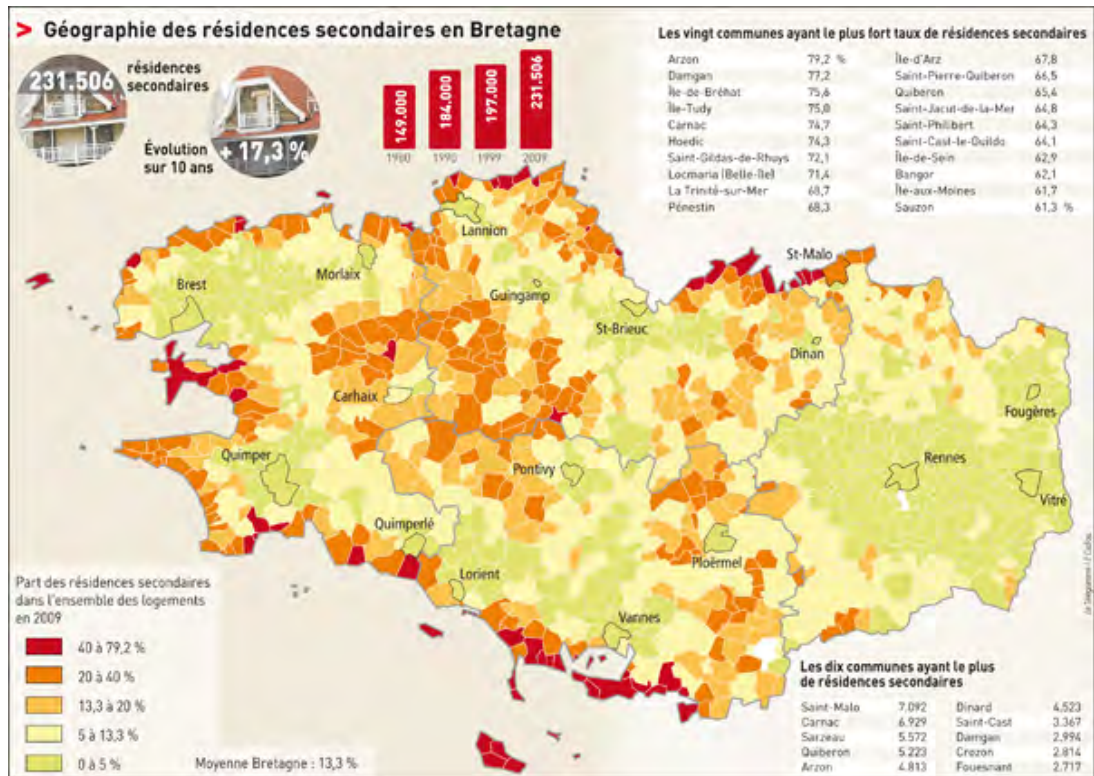 > Géographie des résidences secondaires en Bretagne
231.506 résidences secondaires
Évolution sur 10 ans + 17,3 %
149.000 184.000 197.000 231.506
1980 1990 1999 2009
Les vingt communes ayant le plus fort taux de résidences secondaires
Arzon 79,2 % Île-d'Arz 67,8
Damgan 77,2 Saint-Pierre-Quiberon 66,5
Île-de-Bréhat 75,6 Quiberon 65,4
Île-Tudy 75,0 Saint-Jacut-de-la-Mer 64,8
Carnac 74,7 Saint-Philibert 64,3
Hoedic 74,3 Saint-Cast-le-Guildo 64,1
Saint-Gildas-de-Rhuys 72,1 Île-de-Sein 62,9
Locmaria (Belle-Île) 71,4 Bangor 62,1
La Trinité-sur-Mer 68,7 Île-aux-Moines 61,7
Pénestin 68,3 Sauzon 61,3 %
Lannion
St-Malo
Morlaix
Brest
Guingamp
St-Brieuc
Dinan
Carhaix
Fougères
Quimper
Pontivy
Rennes
Vitré
Quimperlé
Ploërmel
Lorient
Vannes
Part des résidences secondaires
dans l'ensemble des logements
en 2009
40 à 79,2 %
20 à 40 %
13,3 à 20 %
5 à 13,3 %
0 à 5 %
Moyenne Bretagne : 13,3 %
Les dix communes ayant le plus
de résidences secondaires
Saint-Malo 7.092 Dinard 4.523
Carnac 6.929 Saint-Cast 3.367
Sarzeau 5.572 Damgan 2.994
Quiberon 5.223 Crozon 2.814
Arzon 4.813 Fouesnant 2.717